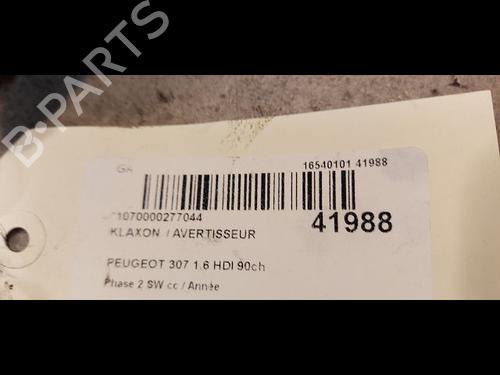 B-PARTS
GA T 16540101 41988
1070000277044
KLAXON / AVERTISSEUR 41988
PEUGEOT 307 1.6 HDI 90ch
Phase 2 SW cc / Année